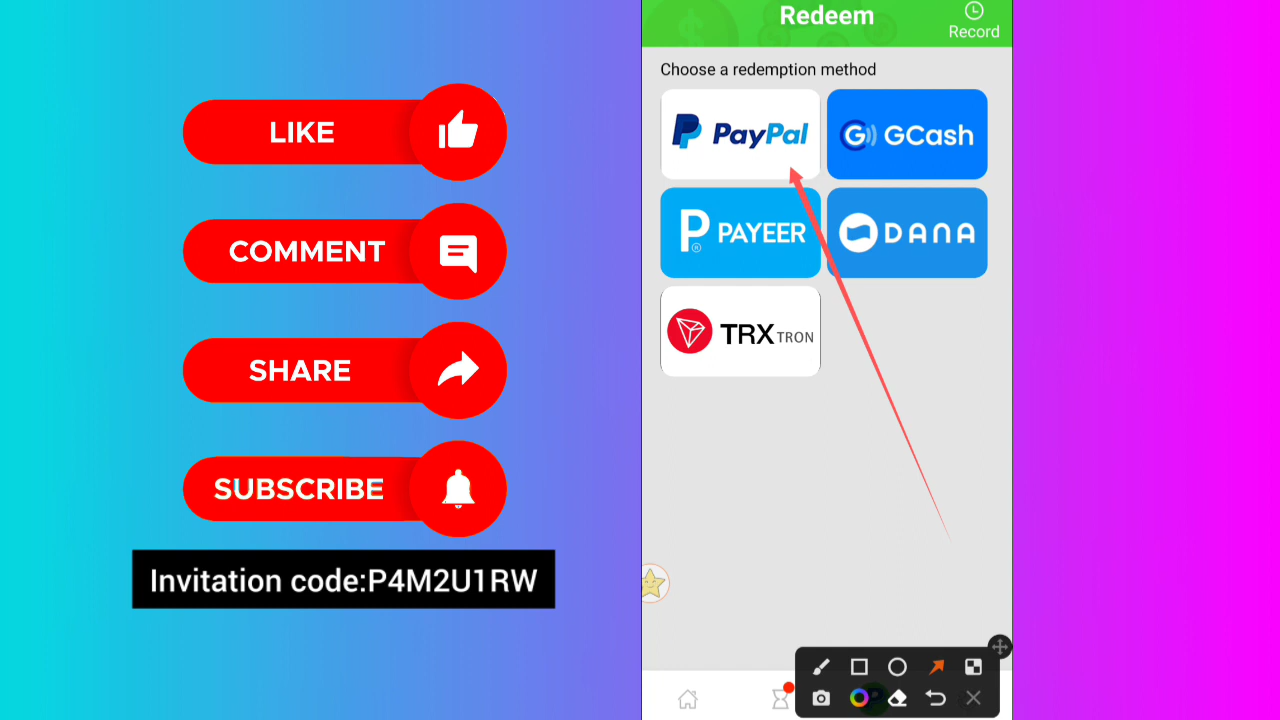 LIKE
COMMENT
SHARE
SUBSCRIBE
Invitation code:P4M2U1RW
Redeem
Record
Choose a redemption method
PayPal
GCash
PAYEER
DANA
TRX TRON